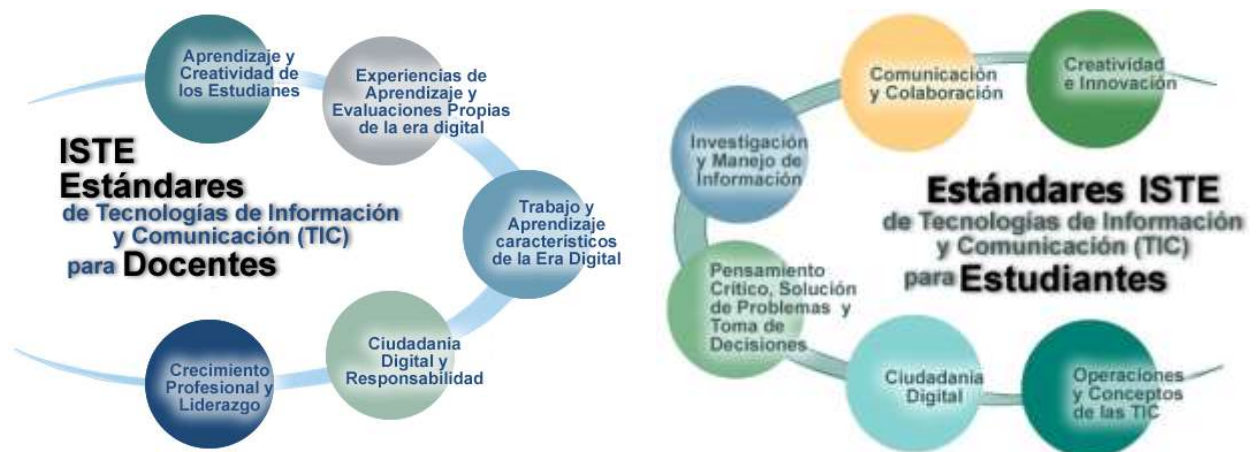 Aprendizaje y
Creatividad de
los Estudianes
Experiencias de
Aprendizaje y
Evaluaciones Propias
de la era digital
ISTE
Estándares
de Tecnologías de Información
y Comunicación (TIC)
para Docentes
Trabajo y
Aprendizaje
característicos
de la Era Digital
Ciudadanía
Digital y
Responsabilidad
Crecimiento
Profesional y
Liderazgo
Creatividad
e Innovación
Comunicación
y Colaboración
Investigación
y Manejo de
Información
Estándares ISTE
de Tecnologías de Información
y Comunicación (TIC)
para Estudiantes
Pensamiento
Crítico, Solución
de Problemas y
Toma de
Decisiones
Ciudadanía
Digital
Operaciones
y Conceptos
de las TIC